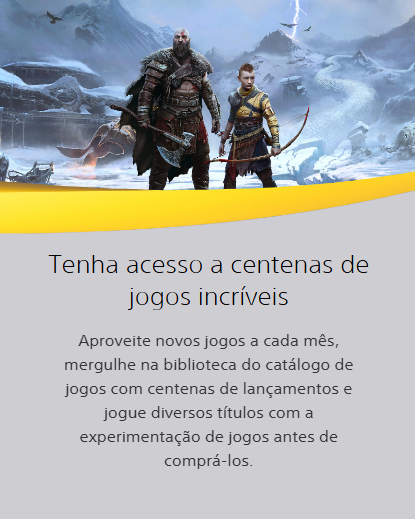 Tenha acesso a centenas de
jogos incríveis
Aproveite novos jogos a cada mês,
mergulhe na biblioteca do catálogo de
jogos com centenas de lançamentos e
jogue diversos títulos com a
experimentação de jogos antes de
comprá-los.